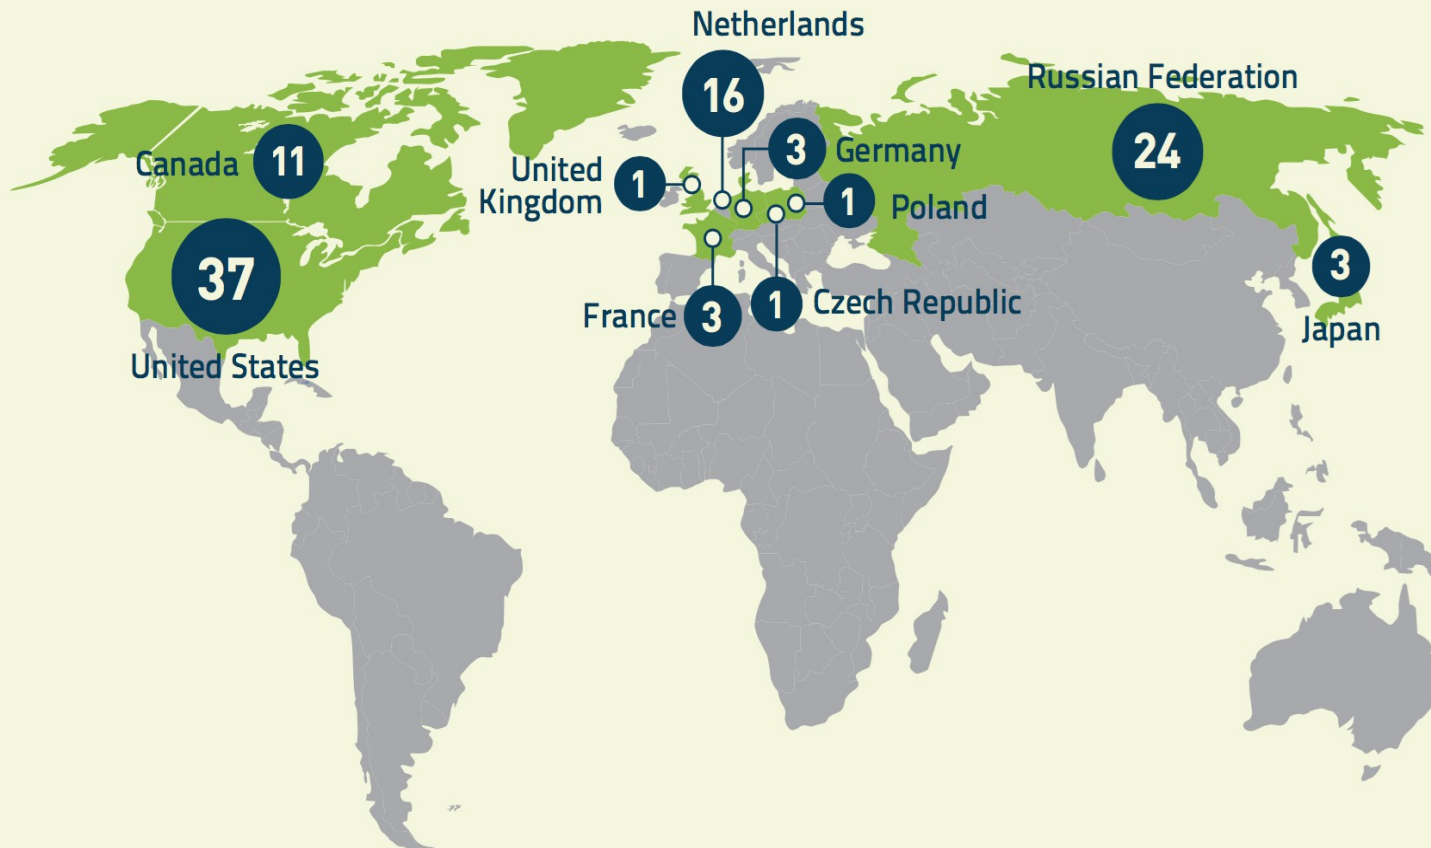 Netherlands
16
Russian Federation
24
Canada
11
United
Kingdom
1
3
Germany
1
Poland
37
United States
France
3
1
Czech Republic
3
Japan